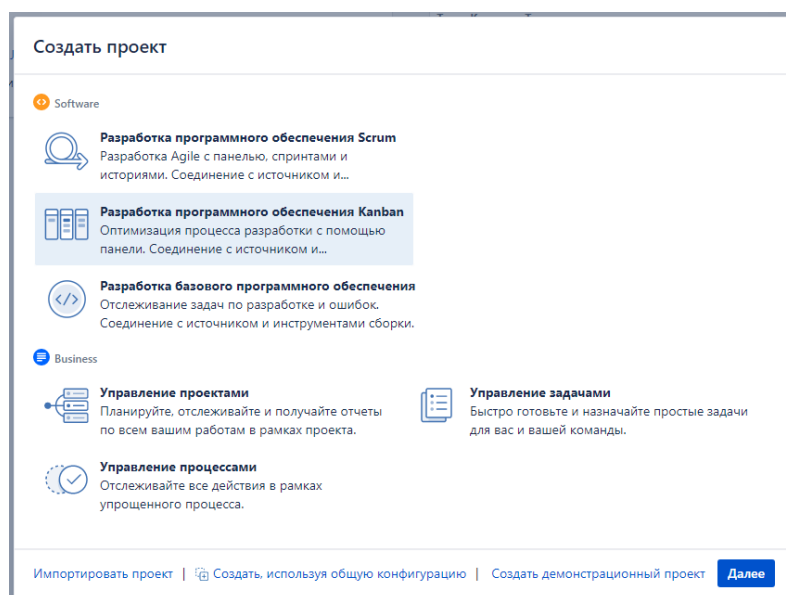 Создать проект
Software
Разработка программного обеспечения Scrum
Разработка Agile с панелью, спринтами и
историями. Соединение с источником и...
Разработка программного обеспечения Kanban
Оптимизация процесса разработки с помощью
панели. Соединение с источником и...
Разработка базового программного обеспечения
Отслеживание задач по разработке и ошибок.
Соединение с источником и инструментами сборки.
Business
Управление проектами
Планируйте, отслеживайте и получайте отчеты
по всем вашим работам в рамках проекта.
Управление задачами
Быстро готовьте и назначайте простые задачи
для вас и вашей команды.
Управление процессами
Отслеживайте все действия в рамках
упрощенного процесса.
Импортировать проект | Создать, используя общую конфигурацию | Создать демонстрационный проект Далее